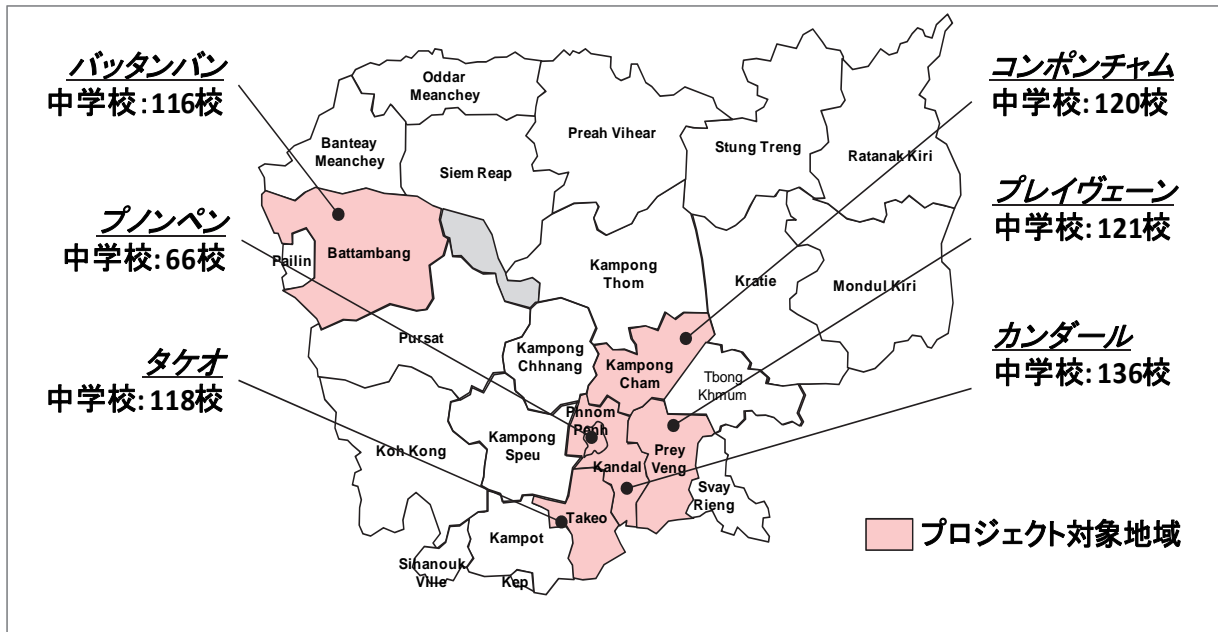 バッタンバン
中学校：116校
プノンペン
中学校：66校
タケオ
中学校：118校
コンポンチャム
中学校：120校
プレイヴェーン
中学校：121校
カンダール
中学校：136校
Oddar
Meanchey
Banteay
Meanchey
Siem Reap
Preah Vihear
Stung Treng
Ratanak Kiri
Pailin
Battambang
Kampong
Thom
Kratie
Mondul Kiri
Pursat
Kampong
Chhnang
Kampong
Cham
Tbong
Khmum
Phnom
Penh
Koh Kong
Kampong
Speu
Kandal
Prey
Veng
Svay
Rieng
Takeo
Kampot
Sihanouk
Ville
Kep
プロジェクト対象地域